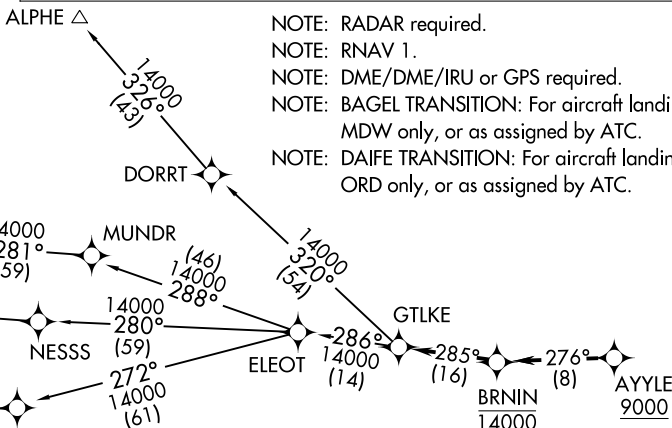 ALPHE
NOTE: RADAR required.
NOTE: RNAV 1.
NOTE: DME/DME/IRU or GPS required.
NOTE: BAGEL TRANSITION: For aircraft landi
MDW only, or as assigned by ATC.
NOTE: DAIFE TRANSITION: For aircraft landin
ORD only, or as assigned by ATC.
14000
326°
(43)
DORRT
MUNDR
4000
281°
59)
(46)
14000
288°
14000
320°
(54)
GTLKE
14000
280°
(59)
NESSS
ELEOT
286°
14000
(14)
285°
(16)
276°
(8)
272°
14000
(61)
BRNIN
14000
AYYLE
9000